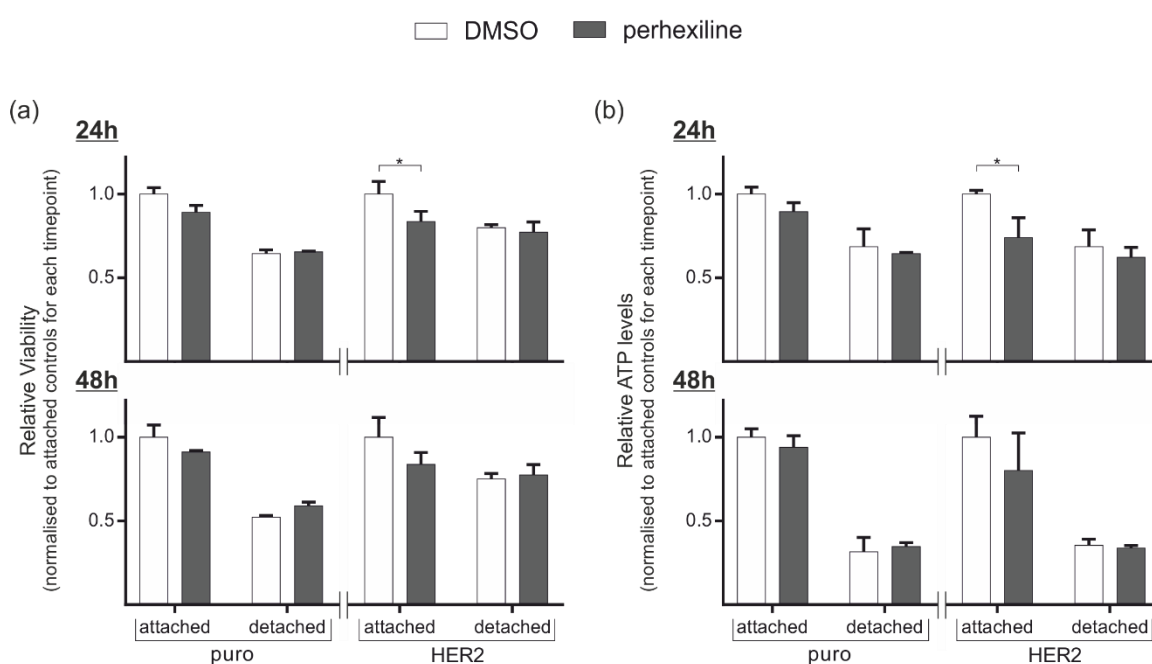 DMSO perhexiline
(a)
24h
*
1.0
0.5
48h
1.0
0.5
Relative Viability
(normalised to attached controls for each timepoint)
attached detached attached detached
puro HER2
(b)
24h
*
1.0
0.5
48h
1.0
0.5
Relative ATP levels
(normalised to attached controls for each timepoint)
attached detached attached detached
puro HER2